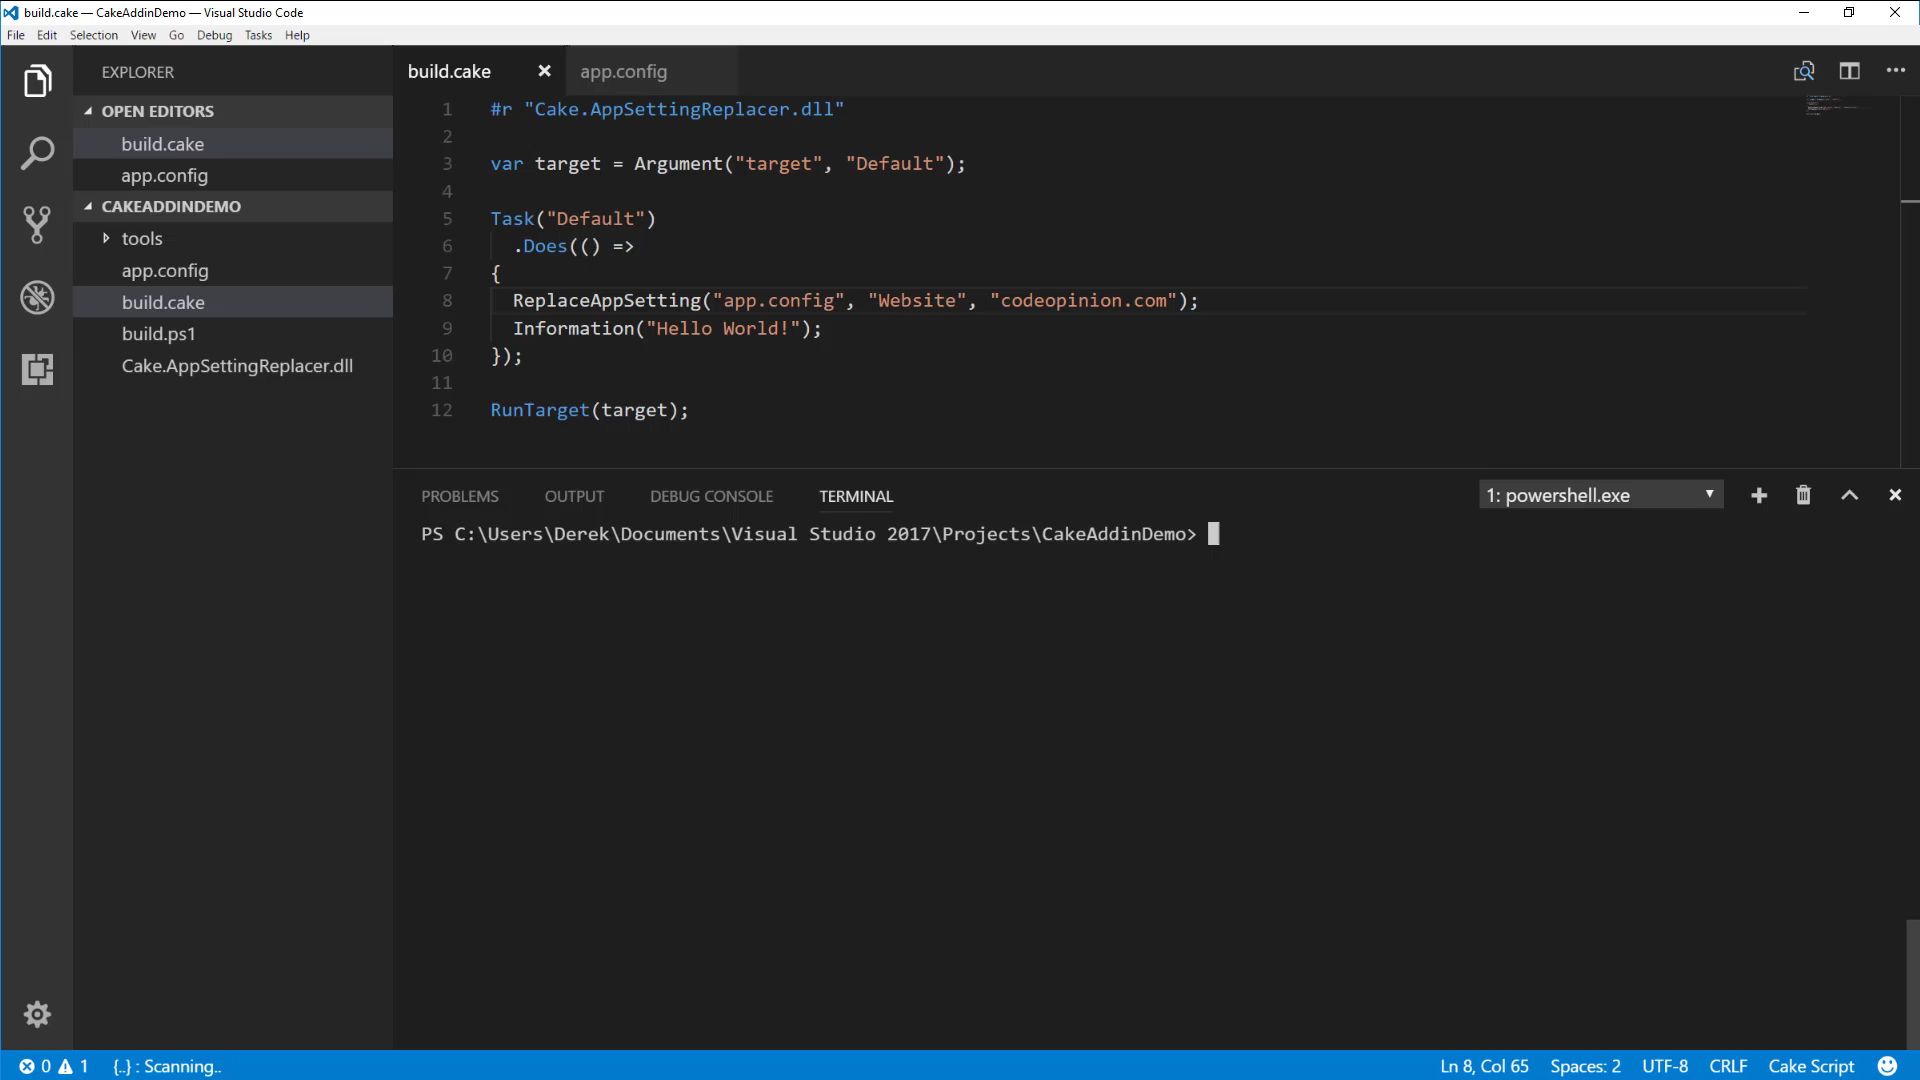 build.cake — CakeAddinDemo — Visual Studio Code
File Edit Selection View Go Debug Tasks Help
EXPLORER
OPEN EDITORS
build.cake
app.config
CAKEADDINDEMO
tools
app.config
build.cake
build.ps1
Cake.AppSettingReplacer.dll
build.cake app.config
1 #r "Cake.AppSettingReplacer.dll"
2
3 var target = Argument("target", "Default");
4
5 Task("Default")
6 .Does(() =>
7 {
8 ReplaceAppSetting("app.config", "Website", "codeopinion.com");
9 Information("Hello World!");
10 });
11
12 RunTarget(target);
PROBLEMS OUTPUT DEBUG CONSOLE TERMINAL 1: powershell.exe
PS C:\Users\Derek\Documents\Visual Studio 2017\Projects\CakeAddinDemo>
0 1 {..} : Scanning.. Ln 8, Col 65 Spaces: 2 UTF-8 CRLF Cake Script